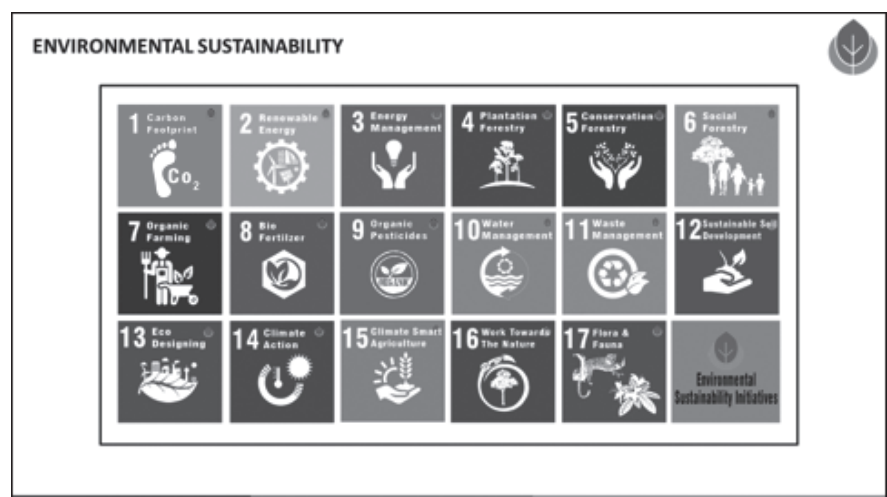 ENVIRONMENTAL SUSTAINABILITY
1 Carbon
Footprint
Co2
2 Renewable
Energy
3 Energy
Management
4 Plantation
Forestry
5 Conservation
Forestry
6 Social
Forestry
7 Organic
Farming
8 Bio
Fertilzer
9 Organic
Pesticides
10 Water
Management
11 Waste
Management
12 Sustainable Soil
Development
13 Eco
Designing
14 Climate
Action
15 Climate Smart
Agriculture
16 Work Towards
The Nature
17 Flora &
Fauna
Environmental
Sustainability Initiatives